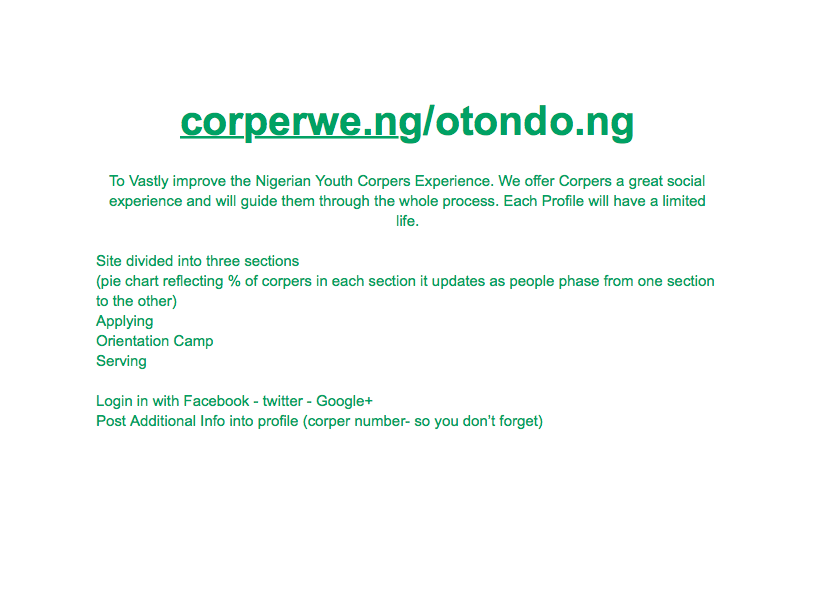 corperwe.ng/otondo.ng
To Vastly improve the Nigerian Youth Corpers Experience. We offer Corpers a great social
experience and will guide them through the whole process. Each Profile will have a limited
life.
Site divided into three sections
(pie chart reflecting % of corpers in each section it updates as people phase from one section
to the other)
Applying
Orientation Camp
Serving
Login in with Facebook - twitter - Google+
Post Additional Info into profile (corper number- so you don't forget)